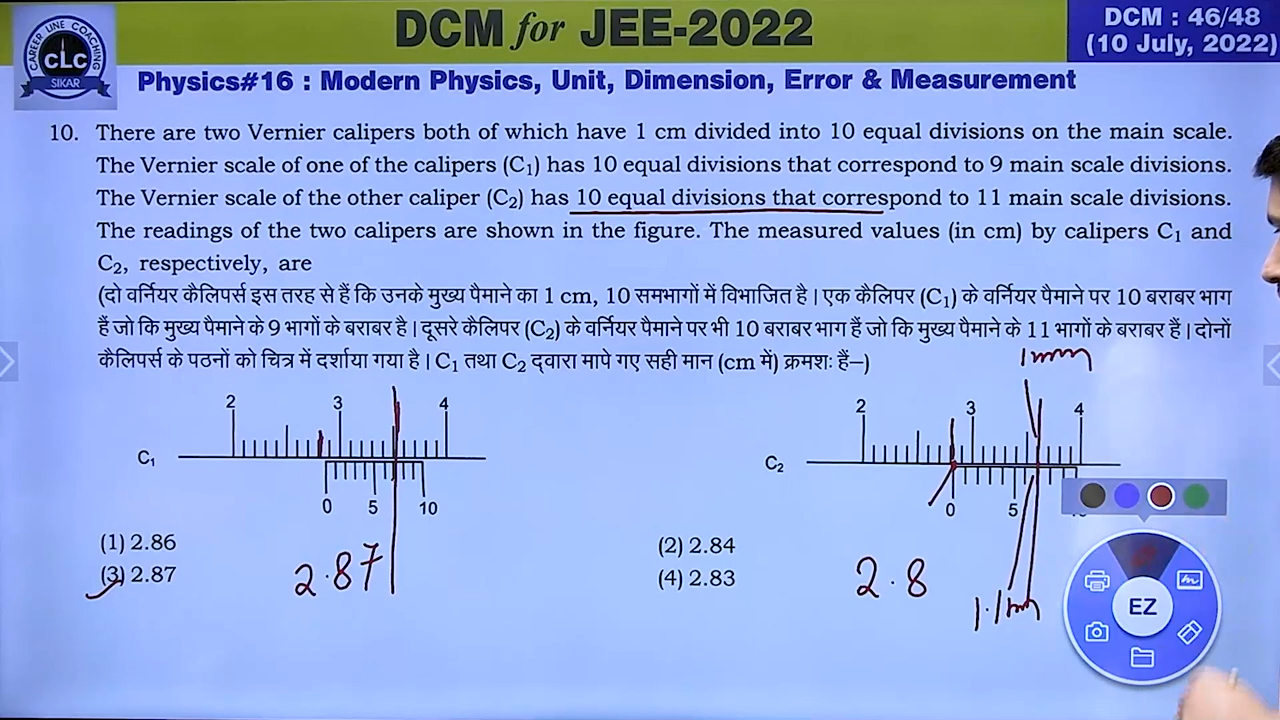 CAREER LINE COACHING
CLC
SIKAR
DCM for JEE-2022
DCM : 46/48
(10 July, 2022)
Physics#16 : Modern Physics, Unit, Dimension, Error & Measurement
10. There are two Vernier calipers both of which have 1 cm divided into 10 equal divisions on the main scale.
The Vernier scale of one of the calipers (C₁) has 10 equal divisions that correspond to 9 main scale divisions.
The Vernier scale of the other caliper (C₂) has 10 equal divisions that correspond to 11 main scale divisions.
The readings of the two calipers are shown in the figure. The measured values (in cm) by calipers C₁ and
C₂, respectively, are
(दो वर्नियर कैलिपर्स इस तरह से हैं कि उनके मुख्य पैमाने का 1 cm, 10 समभागों में विभाजित है। एक कैलिपर (C₁) के वर्नियर पैमाने पर 10 बराबर भाग
हैं जो कि मुख्य पैमाने के 9 भागों के बराबर है। दूसरे कैलिपर (C₂) के वर्नियर पैमाने पर भी 10 बराबर भाग हैं जो कि मुख्य पैमाने के 11 भागों के बराबर हैं। दोनों
कैलिपर्स के पठनों को चित्र में दर्शाया गया है। C₁ तथा C₂ द्वारा मापे गए सही मान (cm में) क्रमशः हैं–)
1mm
2 3 4
C₁
0 5 10
2 3 4
C₂
0 5
(1) 2.86
(2) 2.84
(3) 2.87
(4) 2.83
2.87
2.8
1.1mm
EZ